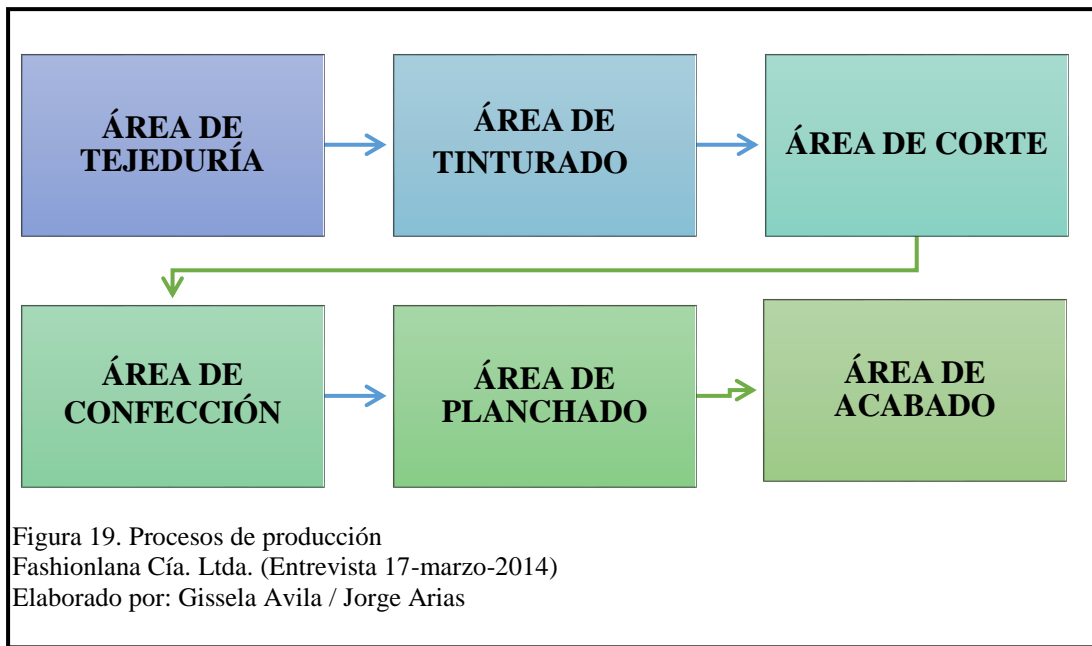 ÁREA DE
TEJEDURÍA
ÁREA DE
TINTURADO
ÁREA DE CORTE
ÁREA DE
CONFECCIÓN
ÁREA DE
PLANCHADO
ÁREA DE
ACABADO
Figura 19. Procesos de producción
Fashionlana Cía. Ltda. (Entrevista 17-marzo-2014)
Elaborado por: Gissela Avila / Jorge Arias